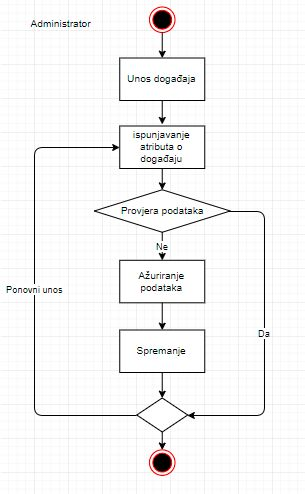 Administrator
Unos događaja
ispunjavanje
atributa o
događaju
Provjera podataka
Ne
Ažuriranje
podataka
Ponovni unos
Da
Spremanje